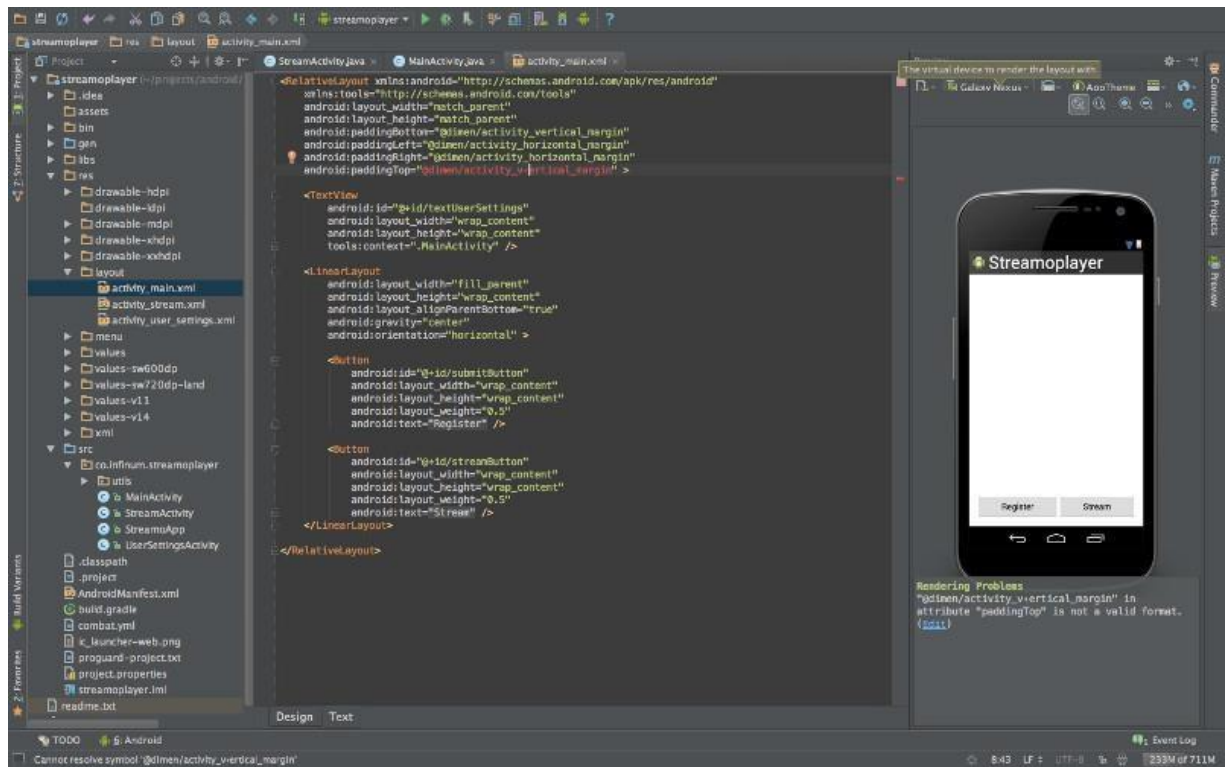 streamoplayer
streamoplayer res layout activity_main.xml
Project
StreamActivity.java MainActivity.java activity_main.xml
The virtual device to render the layout with
Galaxy Nexus AppTheme
1: Project
Z: Structure
Build Variants
2: Favorites
Commander
Maven Projects
Preview
streamoplayer (~/projects/android/
.idea
assets
bin
gen
libs
res
drawable-hdpi
drawable-ldpi
drawable-mdpi
drawable-xhdpi
drawable-xxhdpi
layout
activity_main.xml
activity_stream.xml
activity_user_settings.xml
menu
values
values-sw600dp
values-sw720dp-land
values-v11
values-v14
xml
src
co.infinum.streamoplayer
utils
MainActivity
StreamActivity
StreamoApp
UserSettingsActivity
.classpath
.project
AndroidManifest.xml
build.gradle
combat.yml
ic_launcher-web.png
proguard-project.txt
project.properties
streamoplayer.iml
readme.txt
<RelativeLayout xmlns:android="http://schemas.android.com/apk/res/android"
xmlns:tools="http://schemas.android.com/tools"
android:layout_width="match_parent"
android:layout_height="match_parent"
android:paddingBottom="@dimen/activity_vertical_margin"
android:paddingLeft="@dimen/activity_horizontal_margin"
android:paddingRight="@dimen/activity_horizontal_margin"
android:paddingTop="@dimen/activity_v+ertical_margin" >
<TextView
android:id="@+id/textUserSettings"
android:layout_width="wrap_content"
android:layout_height="wrap_content"
tools:context=".MainActivity" />
<LinearLayout
android:layout_width="fill_parent"
android:layout_height="wrap_content"
android:layout_alignParentBottom="true"
android:gravity="center"
android:orientation="horizontal" >
<Button
android:id="@+id/submitButton"
android:layout_width="wrap_content"
android:layout_height="wrap_content"
android:layout_weight="0.5"
android:text="Register" />
<Button
android:id="@+id/streamButton"
android:layout_width="wrap_content"
android:layout_height="wrap_content"
android:layout_weight="0.5"
android:text="Stream" />
</LinearLayout>
</RelativeLayout>
Design Text
Streamoplayer
Register Stream
Rendering Problems
"@dimen/activity_v+ertical_margin" in
attribute "paddingTop" is not a valid format.
(Edit)
TODO 6: Android Event Log
Cannot resolve symbol '@dimen/activity_v+ertical_margin' 8:43 LF UTF-8 233M of 711M